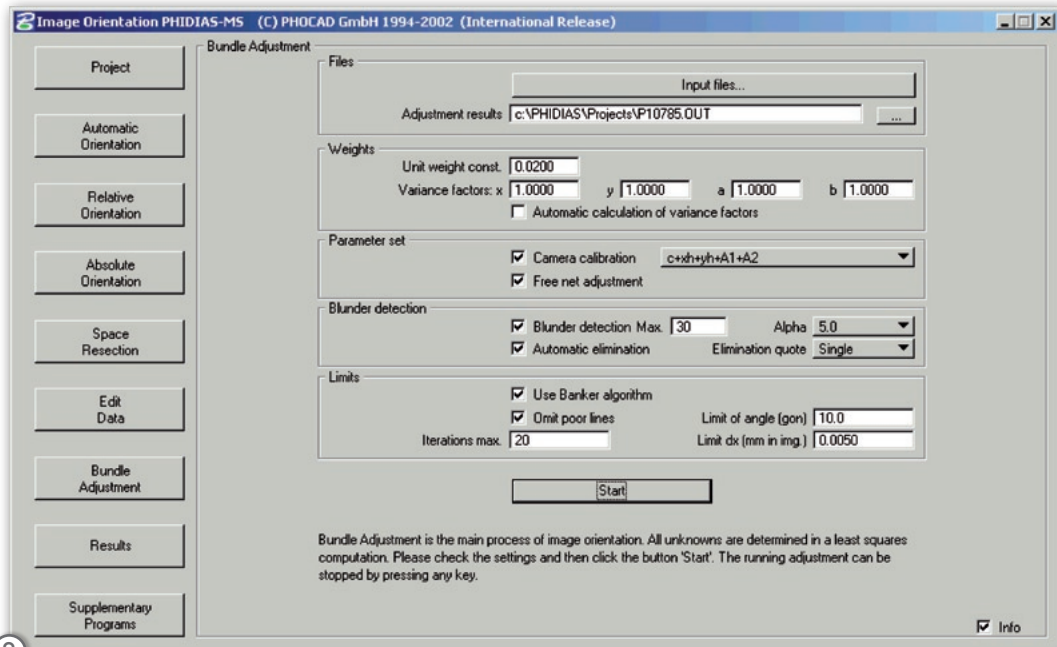 Image Orientation PHIDIAS-MS (C) PHOCAD GmbH 1994-2002 (International Release)
Project
Automatic
Orientation
Relative
Orientation
Absolute
Orientation
Space
Resection
Edit
Data
Bundle
Adjustment
Results
Supplementary
Programs
Bundle Adjustment
Files
Input files...
Adjustment results c:\PHIDIAS\Projects\P10785.OUT ...
Weights
Unit weight const. 0.0200
Variance factors: x 1.0000 y 1.0000 a 1.0000 b 1.0000
Automatic calculation of variance factors
Parameter set
Camera calibration c+xh+yh+A1+A2
Free net adjustment
Blunder detection
Blunder detection Max. 30 Alpha 5.0
Automatic elimination Elimination quote Single
Limits
Use Banker algorithm
Omit poor lines Limit of angle (gon) 10.0
Iterations max. 20 Limit dx (mm in img.) 0.0050
Start
Bundle Adjustment is the main process of image orientation. All unknowns are determined in a least squares
computation. Please check the settings and then click the button 'Start'. The running adjustment can be
stopped by pressing any key.
Info